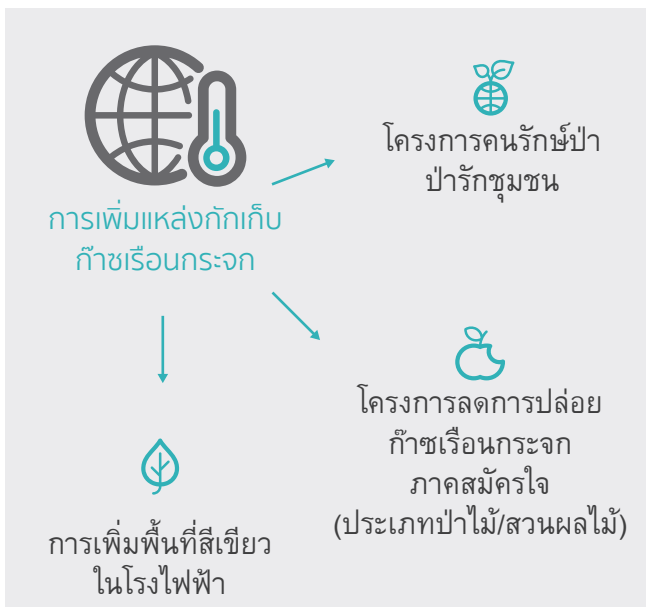 การเพิ่มแหล่งกักเก็บ
ก๊าซเรือนกระจก
โครงการคนรักษ์ป่า
ป่ารักชุมชน
โครงการลดการปล่อย
ก๊าซเรือนกระจก
ภาคสมัครใจ
(ประเภทป่าไม้/สวนผลไม้)
การเพิ่มพื้นที่สีเขียว
ในโรงไฟฟ้า